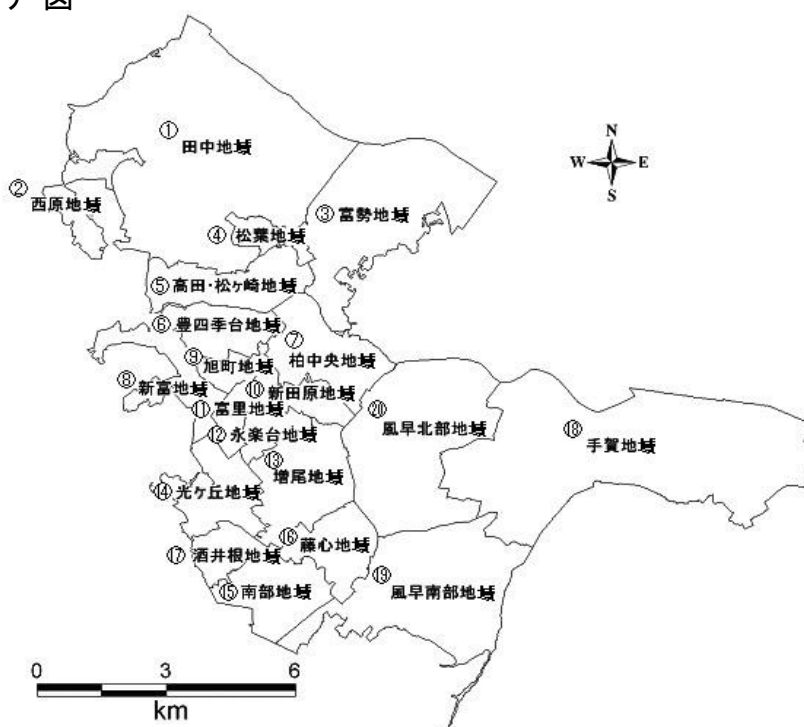 図
①
田中地域
N
W E
S
②
西原地域
③ 富勢地域
④ 松葉地域
⑤ 高田・松ヶ崎地域
⑥ 豊四季台地域
⑦
柏中央地域
⑨
旭町地域
⑧
新富地域
⑩ 新田原地域
⑪ 富里地域
⑳
風早北部地域
⑱
手賀地域
⑫ 永楽台地域
⑬
増尾地域
⑭ 光ケ丘地域
⑯
藤心地域
⑰ 酒井根地域
⑮ 南部地域
⑲
風早南部地域
0 3 6
km